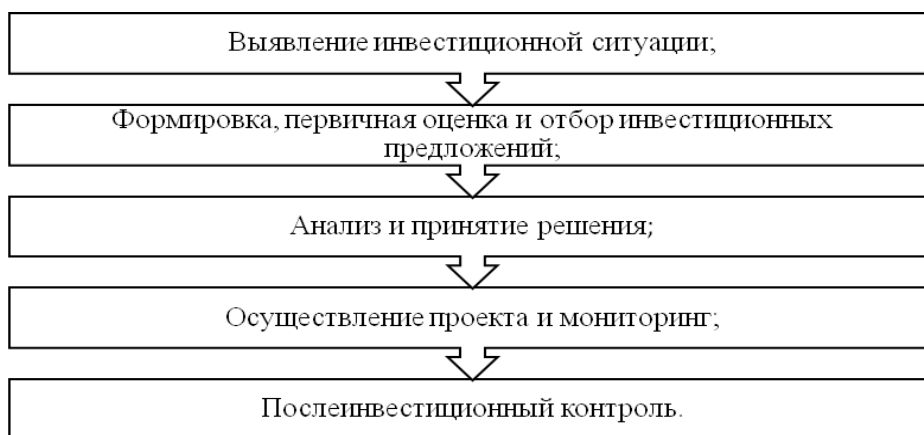 Выявление инвестиционной ситуации;
Формировка, первичная оценка и отбор инвестиционных
предложений;
Анализ и принятие решения;
Осуществление проекта и мониторинг;
Послеинвестиционный контроль.